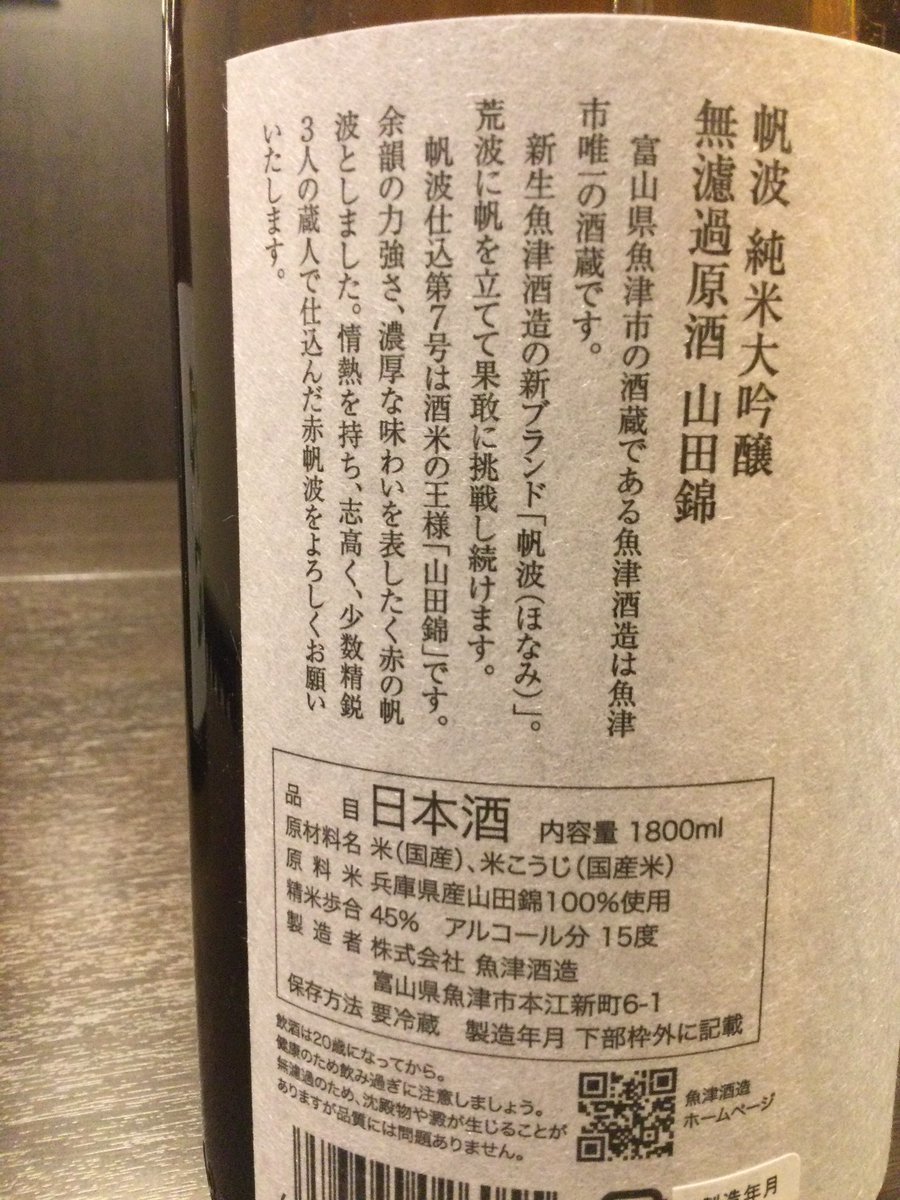 帆波 純米大吟醸
無濾過原酒 山田錦
富山県魚津市の酒蔵である魚津酒造は魚津
市唯一の酒蔵です。
新生魚津酒造の新ブランド「帆波(ほなみ)」。
荒波に帆を立てて果敢に挑戦し続けます。
帆波仕込第7号は酒米の王様「山田錦」です。
余韻の力強さ、濃厚な味わいを表したく赤の帆
波としました。情熱を持ち、志高く、少数精鋭
3人の蔵人で仕込んだ赤帆波をよろしくお願い
いたします。
品目 日本酒 内容量 1800ml
原材料名 米(国産)、米こうじ(国産米)
原料米 兵庫県産山田錦100%使用
精米歩合 45% アルコール分 15度
製造者 株式会社 魚津酒造
富山県魚津市本江新町6-1
保存方法 要冷蔵 製造年月 下部枠外に記載
飲酒は20歳になってから。
健康のため飲み過ぎに注意しましょう。
無濾過のため、沈殿物や澱が生じることが
ありますが品質には問題ありません。
魚津酒造
ホームページ
製造年月